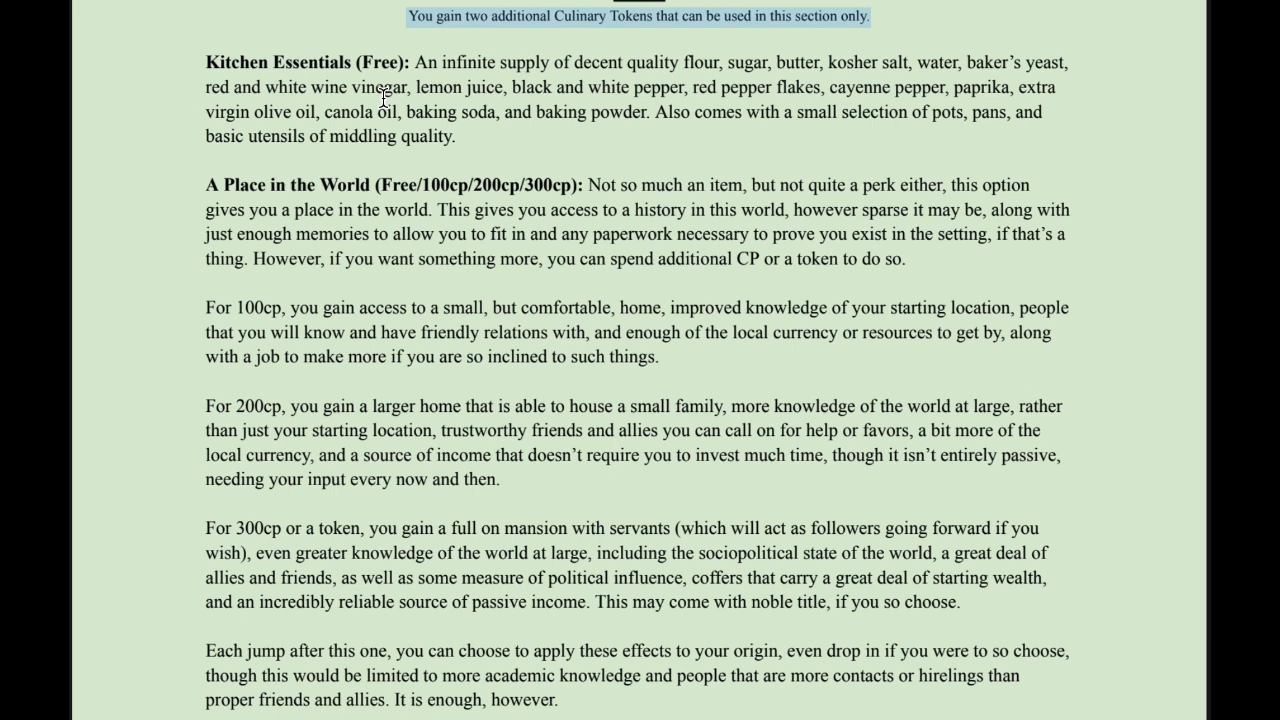 You gain two additional Culinary Tokens that can be used in this section only.
Kitchen Essentials (Free): An infinite supply of decent quality flour, sugar, butter, kosher salt, water, baker’s yeast,
red and white wine vinegar, lemon juice, black and white pepper, red pepper flakes, cayenne pepper, paprika, extra
virgin olive oil, canola oil, baking soda, and baking powder. Also comes with a small selection of pots, pans, and
basic utensils of middling quality.
A Place in the World (Free/100cp/200cp/300cp): Not so much an item, but not quite a perk either, this option
gives you a place in the world. This gives you access to a history in this world, however sparse it may be, along with
just enough memories to allow you to fit in and any paperwork necessary to prove you exist in the setting, if that’s a
thing. However, if you want something more, you can spend additional CP or a token to do so.
For 100cp, you gain access to a small, but comfortable, home, improved knowledge of your starting location, people
that you will know and have friendly relations with, and enough of the local currency or resources to get by, along
with a job to make more if you are so inclined to such things.
For 200cp, you gain a larger home that is able to house a small family, more knowledge of the world at large, rather
than just your starting location, trustworthy friends and allies you can call on for help or favors, a bit more of the
local currency, and a source of income that doesn’t require you to invest much time, though it isn’t entirely passive,
needing your input every now and then.
For 300cp or a token, you gain a full on mansion with servants (which will act as followers going forward if you
wish), even greater knowledge of the world at large, including the sociopolitical state of the world, a great deal of
allies and friends, as well as some measure of political influence, coffers that carry a great deal of starting wealth,
and an incredibly reliable source of passive income. This may come with noble title, if you so choose.
Each jump after this one, you can choose to apply these effects to your origin, even drop in if you were to so choose,
though this would be limited to more academic knowledge and people that are more contacts or hirelings than
proper friends and allies. It is enough, however.